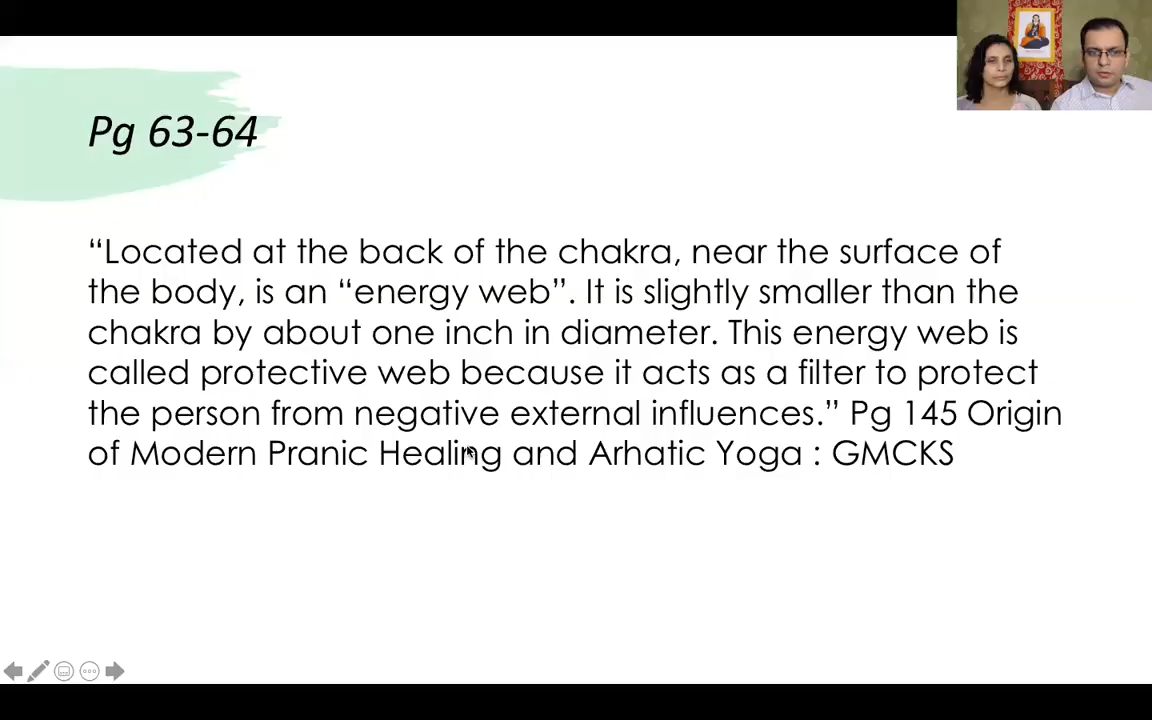 Pg 63-64
“Located at the back of the chakra, near the surface of
the body, is an “energy web”. It is slightly smaller than the
chakra by about one inch in diameter. This energy web is
called protective web because it acts as a filter to protect
the person from negative external influences.” Pg 145 Origin
of Modern Pranic Healing and Arhatic Yoga : GMCKS